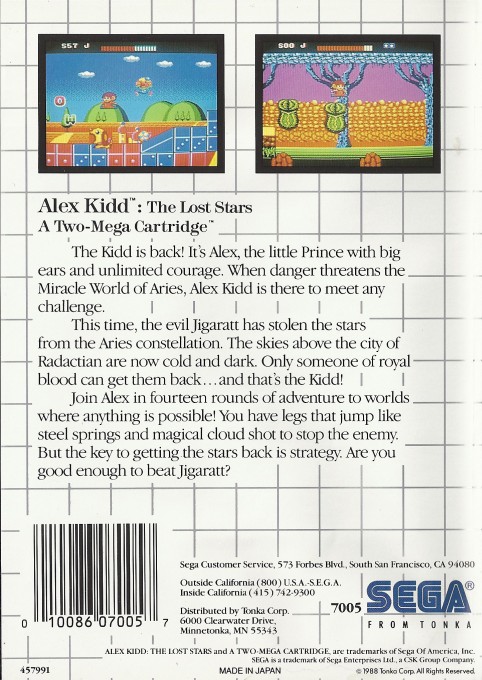 SST J
SOO J
Alex Kidd™: The Lost Stars
A Two-Mega Cartridge™
The Kidd is back! It's Alex, the little Prince with big
ears and unlimited courage. When danger threatens the
Miracle World of Aries, Alex Kidd is there to meet any
challenge.
This time, the evil Jigaratt has stolen the stars
from the Aries constellation. The skies above the city of
Radactian are now cold and dark. Only someone of royal
blood can get them back...and that's the Kidd!
Join Alex in fourteen rounds of adventure to worlds
where anything is possible! You have legs that jump like
steel springs and magical cloud shot to stop the enemy.
But the key to getting the stars back is strategy. Are you
good enough to beat Jigaratt?
Sega Customer Service, 573 Forbes Blvd., South San Francisco, CA 94080
Outside California (800) U.S.A.-S.E.G.A.
Inside California (415) 742-9300
Distributed by Tonka Corp.
6000 Clearwater Drive,
Minnetonka, MN 55343
7005 SEGA®
FROM TONKA
0 10086 07005 7
ALEX KIDD: THE LOST STARS and A TWO-MEGA CARTRIDGE, are trademarks of Sega Of America, Inc.
SEGA is a trademark of Sega Enterprises Ltd., a CSK Group Company.
457991 MADE IN JAPAN © 1988 Tonka Corp. All Rights Reserved.